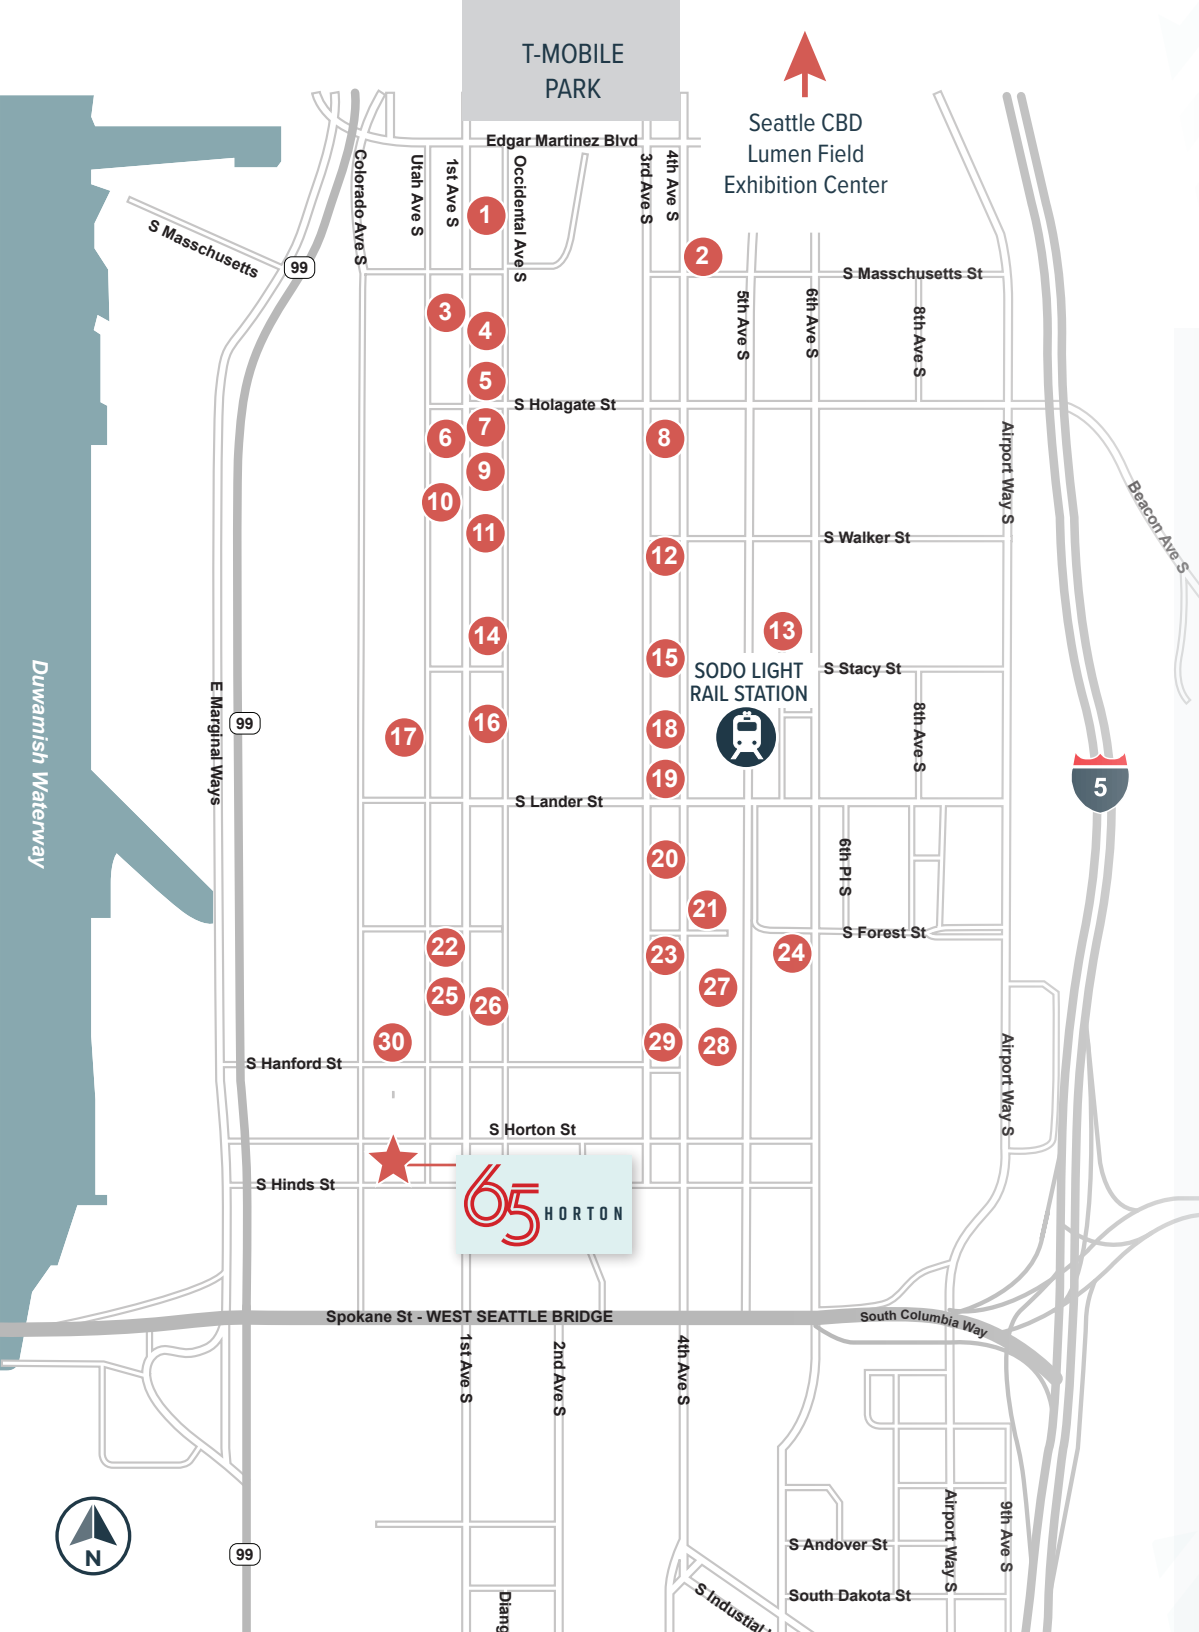 T-MOBILE
PARK
Seattle CBD
Lumen Field
Exhibition Center
Edgar Martinez Blvd
Colorado Ave S
Utah Ave S
1st Ave S
Occidental Ave S
3rd Ave S
4th Ave S
1
2
S Masschusetts
99
S Masschusetts St
5th Ave S
6th Ave S
8th Ave S
3
4
5
S Holagate St
6
7
8
9
10
11
Airport Way S
Beacon Ave S
S Walker St
12
13
14
15
SODO LIGHT
RAIL STATION
S Stacy St
Duwamish Waterway
E Marginal Ways
99
16
17
18
19
8th Ave S
5
S Lander St
20
6th Pl S
21
S Forest St
22
23
24
25
26
27
28
29
30
S Hanford St
Airport Way S
S Horton St
S Hinds St
65
HORTON
Spokane St - WEST SEATTLE BRIDGE
South Columbia Way
1st Ave S
2nd Ave S
4th Ave S
N
99
Airport Way S
9th Ave S
S Andover St
South Dakota St
S Industial
Diang